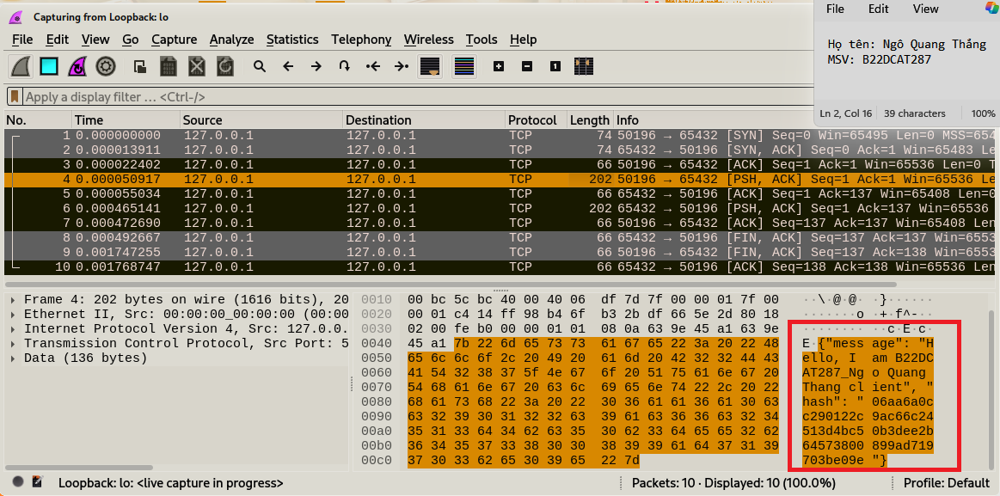 Capturing from Loopback: lo
File Edit View Go Capture Analyze Statistics Telephony Wireless Tools Help
Apply a display filter ... <Ctrl-/>
File Edit View
Họ tên: Ngô Quang Thắng
MSV: B22DCAT287
Ln 2, Col 16 39 characters 100%
No. Time Source Destination Protocol Length Info
1 0.000000000 127.0.0.1 127.0.0.1 TCP 74 50196 → 65432 [SYN] Seq=0 Win=65495 Len=0 MSS=654
2 0.000013911 127.0.0.1 127.0.0.1 TCP 74 65432 → 50196 [SYN, ACK] Seq=0 Ack=1 Win=65483 Le
3 0.000022402 127.0.0.1 127.0.0.1 TCP 66 50196 → 65432 [ACK] Seq=1 Ack=1 Win=65536 Len=0 T
4 0.000050917 127.0.0.1 127.0.0.1 TCP 202 50196 → 65432 [PSH, ACK] Seq=1 Ack=1 Win=65536 Le
5 0.000055034 127.0.0.1 127.0.0.1 TCP 66 65432 → 50196 [ACK] Seq=1 Ack=137 Win=65408 Len=0
6 0.000465141 127.0.0.1 127.0.0.1 TCP 202 65432 → 50196 [PSH, ACK] Seq=1 Ack=137 Win=65536
7 0.000472690 127.0.0.1 127.0.0.1 TCP 66 50196 → 65432 [ACK] Seq=137 Ack=137 Win=65408 Len
8 0.000492667 127.0.0.1 127.0.0.1 TCP 66 65432 → 50196 [FIN, ACK] Seq=137 Ack=137 Win=6553
9 0.001747255 127.0.0.1 127.0.0.1 TCP 66 50196 → 65432 [FIN, ACK] Seq=137 Ack=138 Win=6553
10 0.001768747 127.0.0.1 127.0.0.1 TCP 66 65432 → 50196 [ACK] Seq=138 Ack=138 Win=65536 Len
Frame 4: 202 bytes on wire (1616 bits), 20
Ethernet II, Src: 00:00:00_00:00:00 (00:00
Internet Protocol Version 4, Src: 127.0.0.
Transmission Control Protocol, Src Port: 5
Data (136 bytes)
0010 00 bc 5c bc 40 00 40 06 df 7d 7f 00 00 01 7f 00 ··\·@·@· ·}······
0020 00 01 c4 14 ff 98 b4 6f b3 2b df 66 5e 2d 80 18 ·······o ·+·f^-··
0030 02 00 fe b0 00 00 01 01 08 0a 63 9e 45 a1 63 9e ········ ··c·E·c·
0040 45 a1 7b 22 6d 65 73 73 61 67 65 22 3a 20 22 48 E·{"mess age": "H
0050 65 6c 6c 6f 2c 20 49 20 61 6d 20 42 32 32 44 43 ello, I am B22DC
0060 41 54 32 38 37 5f 4e 67 6f 20 51 75 61 6e 67 20 AT287_Ng o Quang
0070 54 68 61 6e 67 20 63 6c 69 65 6e 74 22 2c 20 22 Thang cl ient", "
0080 68 61 73 68 22 3a 20 22 30 36 61 61 36 61 30 63 hash": " 06aa6a0c
0090 63 32 39 30 31 32 32 63 39 61 63 36 36 63 32 34 c290122c 9ac66c24
00a0 35 31 33 64 34 62 63 35 30 62 33 64 65 65 32 62 513d4bc5 0b3dee2b
00b0 36 34 35 37 33 38 30 30 38 39 39 61 64 37 31 39 64573800 899ad719
00c0 37 30 33 62 65 30 39 65 22 7d 703be09e "}
Loopback: lo: <live capture in progress> Packets: 10 · Displayed: 10 (100.0%) Profile: Default